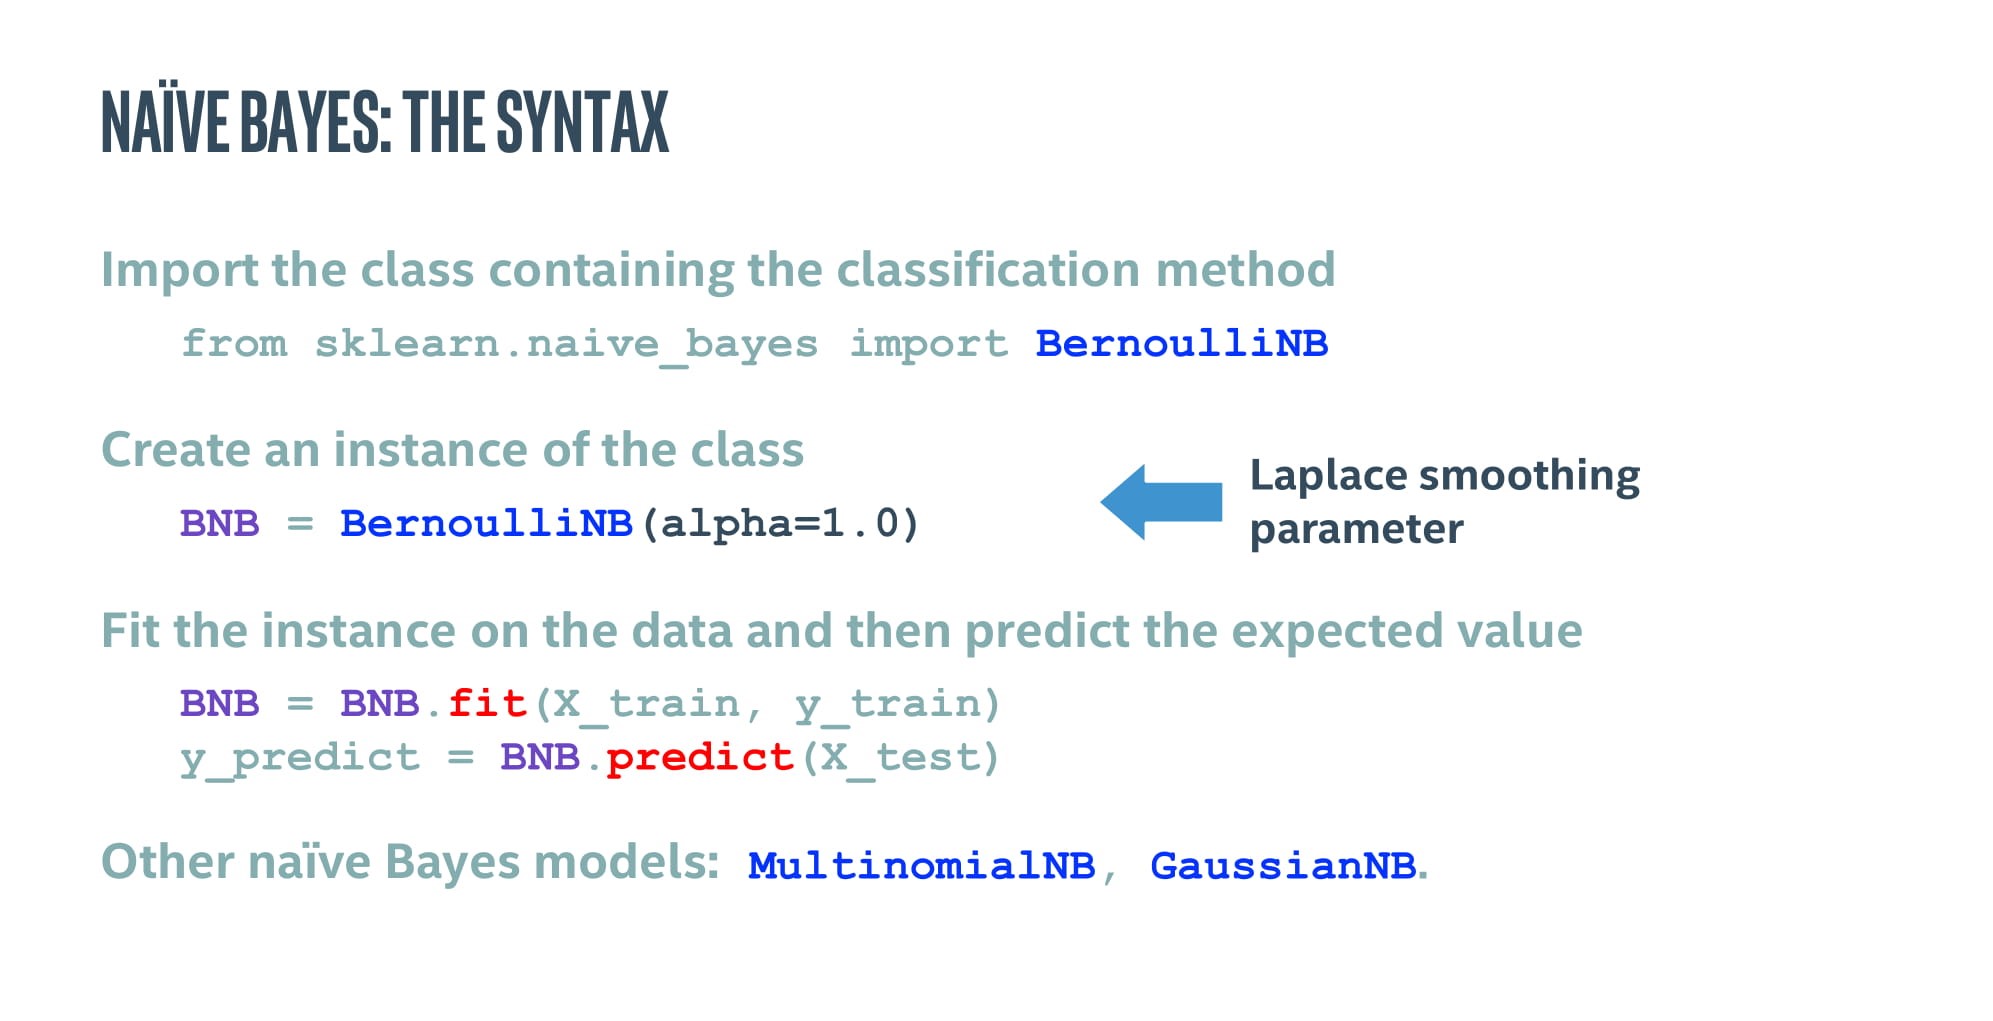 NAÏVE BAYES: THE SYNTAX
Import the class containing the classification method
from sklearn.naive_bayes import BernoulliNB
Create an instance of the class
BNB = BernoulliNB(alpha=1.0)
Laplace smoothing
parameter
Fit the instance on the data and then predict the expected value
BNB = BNB.fit(X_train, y_train)
y_predict = BNB.predict(X_test)
Other naïve Bayes models: MultinomialNB, GaussianNB.